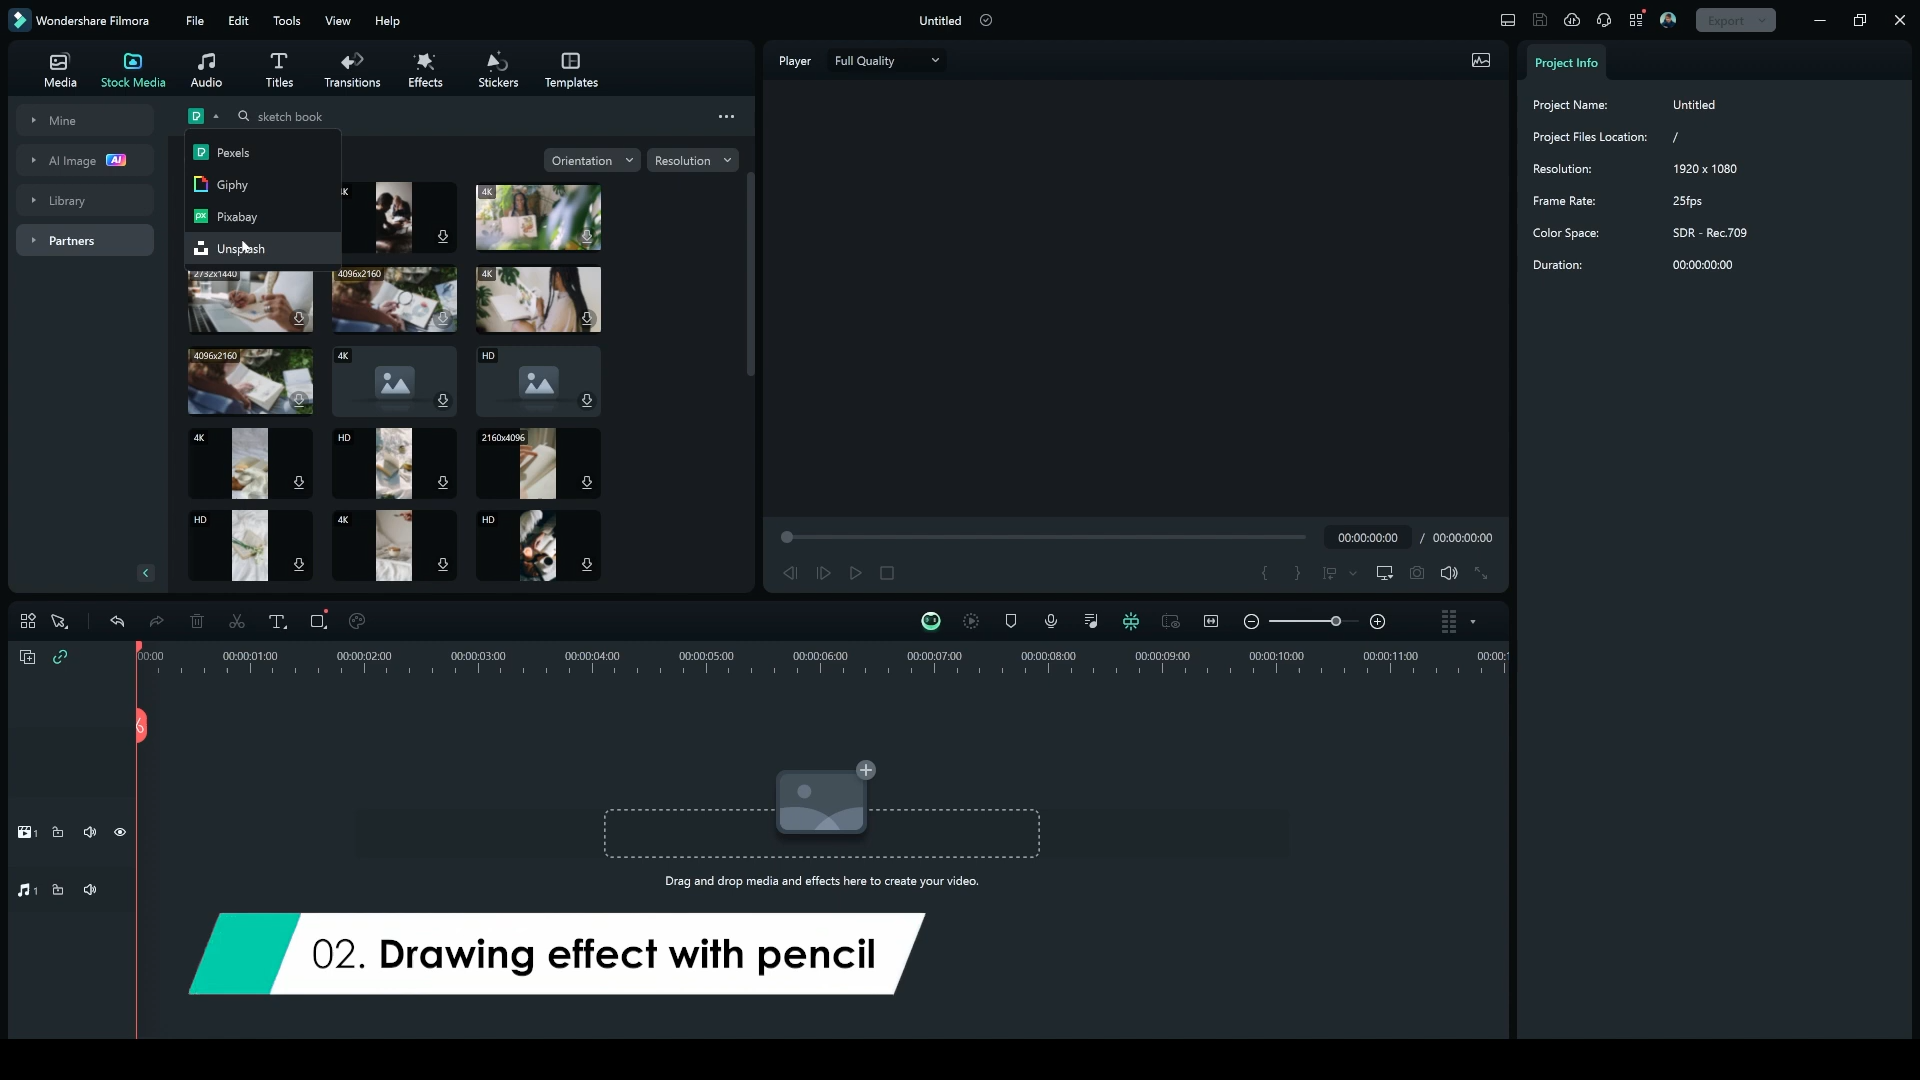 Wondershare Filmora
File
Edit
Tools
View
Help
Untitled
Export
Media
Stock Media
Audio
Titles
Transitions
Effects
Stickers
Templates
Player
Full Quality
Project Info
Mine
AI Image
AI
Library
Partners
sketch book
Pexels
Giphy
px
Pixabay
Unsplash
Orientation
Resolution
4K
4K
2732x1440
4096x2160
4K
4096x2160
4K
HD
4K
HD
2160x4096
HD
4K
HD
Project Name:
Untitled
Project Files Location:
/
Resolution:
1920 x 1080
Frame Rate:
25fps
Color Space:
SDR - Rec.709
Duration:
00:00:00:00
00:00:00:00
/
00:00:00:00
00:00
00:00:01:00
00:00:02:00
00:00:03:00
00:00:04:00
00:00:05:00
00:00:06:00
00:00:07:00
00:00:08:00
00:00:09:00
00:00:10:00
00:00:11:00
00:00:1
1
1
Drag and drop media and effects here to create your video.
02. Drawing effect with pencil